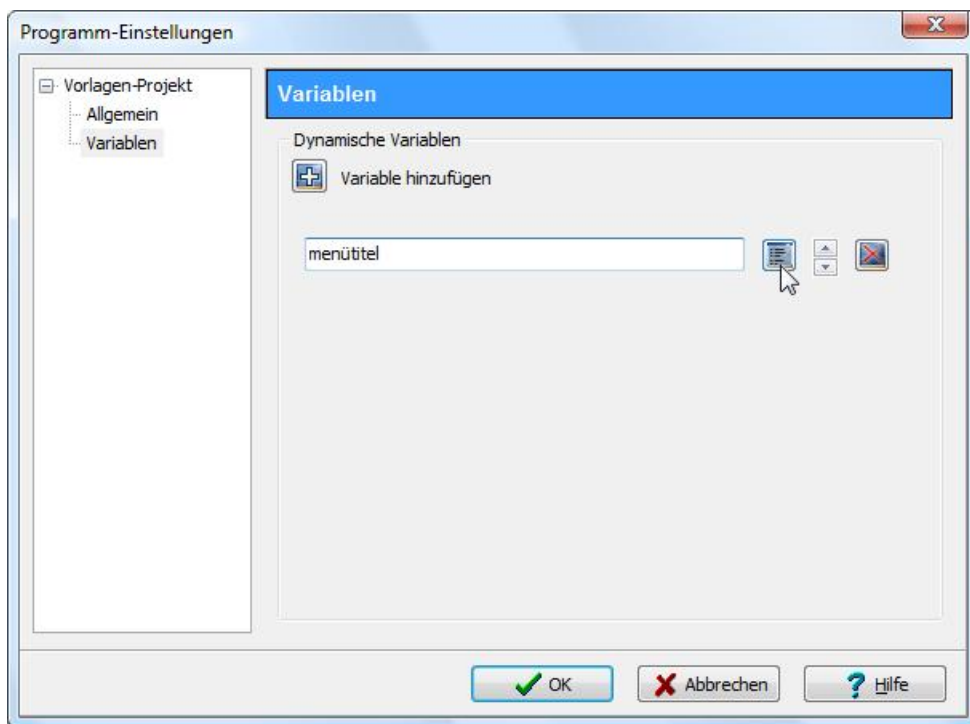 Programm-Einstellungen
Vorlagen-Projekt
Allgemein
Variablen
Variablen
Dynamische Variablen
Variable hinzufügen
menütitel
OK
Abbrechen
Hilfe